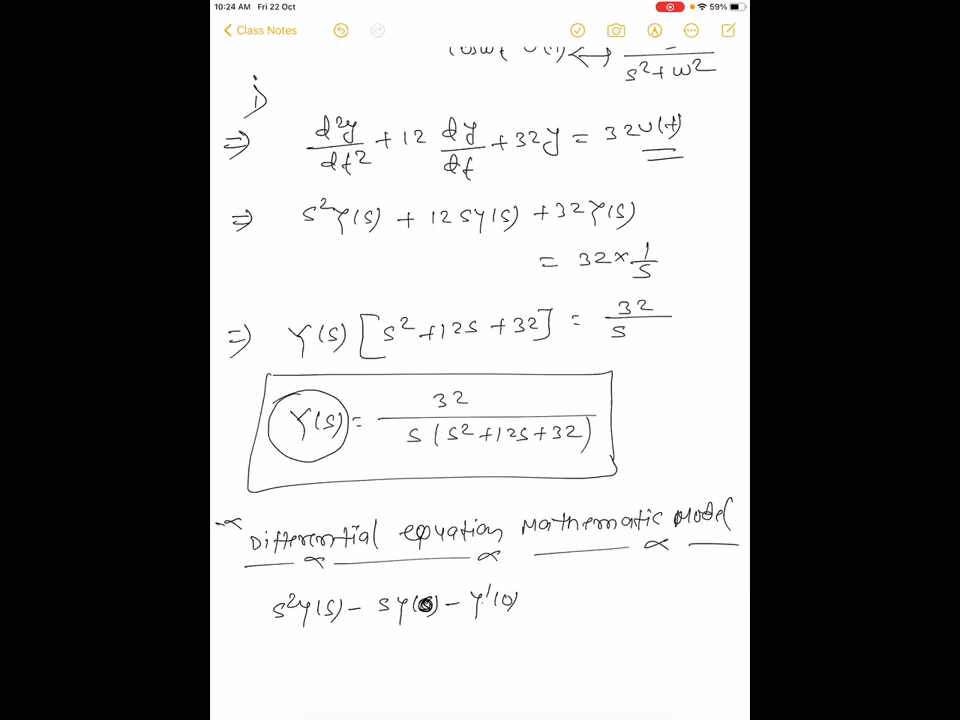 10:24 AM Fri 22 Oct 59%
Class Notes
cosωt U(t) ⟷ s / s²+ω²
i)
⇒ d²y/dt² + 12 dy/dt + 32y = 32U(t)
⇒ s²Y(s) + 12sY(s) + 32Y(s)
= 32 × 1/s
⇒ Y(s) [s²+12s+32] = 32/s
Y(s) = 32 / s(s²+12s+32)
Differential equation Mathematic Model
s²Y(s) – sY(0) – Y'(0)